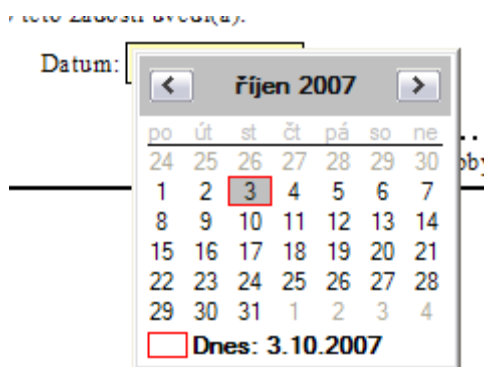 Datum:
říjen 2007
po út st čt pá so ne
24 25 26 27 28 29 30
1 2 3 4 5 6 7
8 9 10 11 12 13 14
15 16 17 18 19 20 21
22 23 24 25 26 27 28
29 30 31 1 2 3 4
Dnes: 3.10.2007